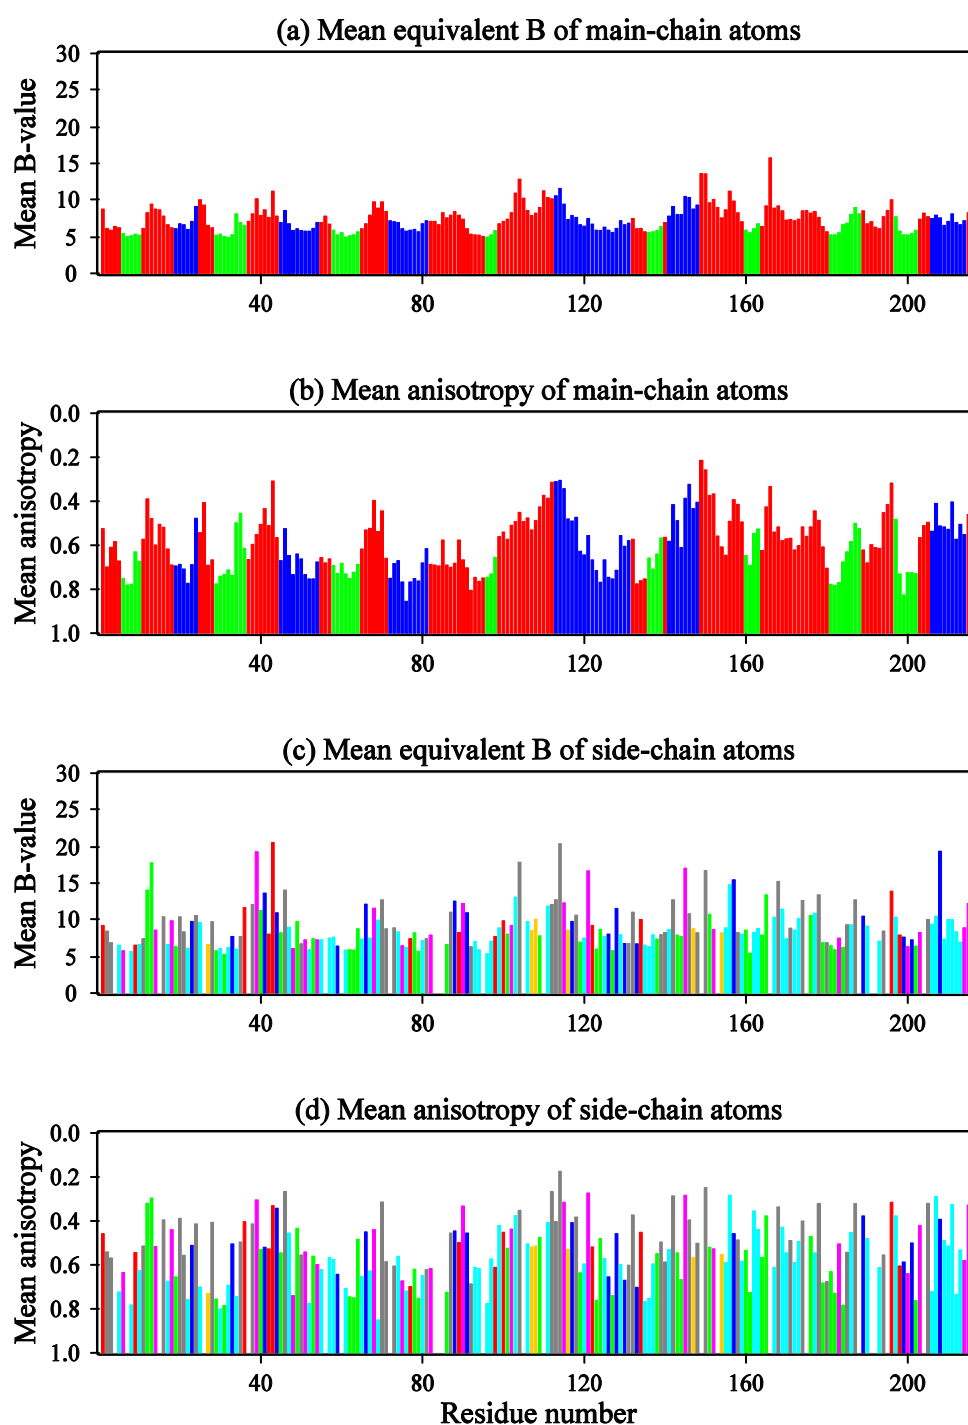 (a) Mean equivalent B of main-chain atoms
Mean B-value
30
25
20
15
10
5
0
40 80 120 160 200
(b) Mean anisotropy of main-chain atoms
Mean anisotropy
0.0
0.2
0.4
0.6
0.8
1.0
40 80 120 160 200
(c) Mean equivalent B of side-chain atoms
Mean B-value
30
25
20
15
10
5
0
40 80 120 160 200
(d) Mean anisotropy of side-chain atoms
Mean anisotropy
0.0
0.2
0.4
0.6
0.8
1.0
40 80 120 160 200
Residue number